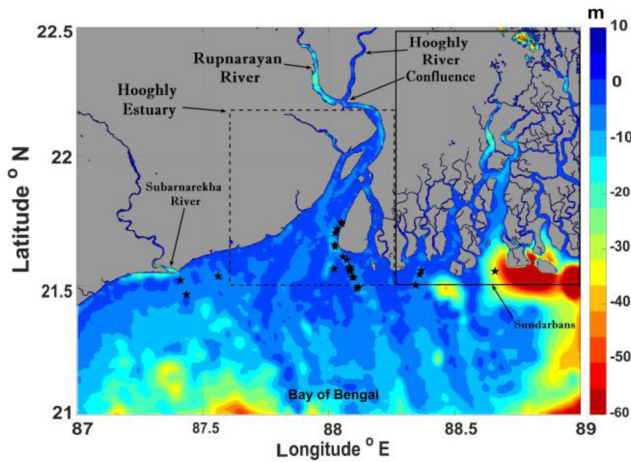 m
22.5
10
Rupnarayan
River
Hooghly
River
Confluence
Hooghly
Estuary
0
22
-10
Subarnarekha
River
-20
Latitude ° N
-30
21.5
-40
Sundarbans
-50
Bay of Bengal
21
-60
87
87.5
88
88.5
89
Longitude ° E